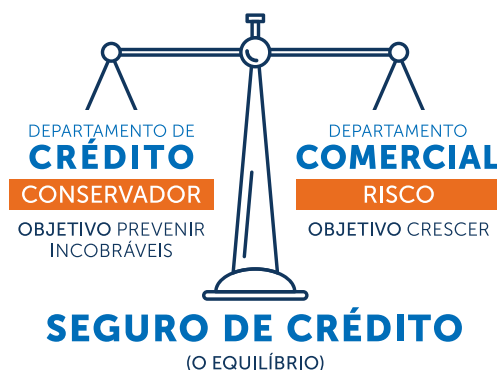 DEPARTAMENTO DE
CRÉDITO
CONSERVADOR
OBJETIVO PREVENIR
INCOBRÁVEIS
DEPARTAMENTO
COMERCIAL
RISCO
OBJETIVO CRESCER
SEGURO DE CRÉDITO
(O EQUILÍBRIO)